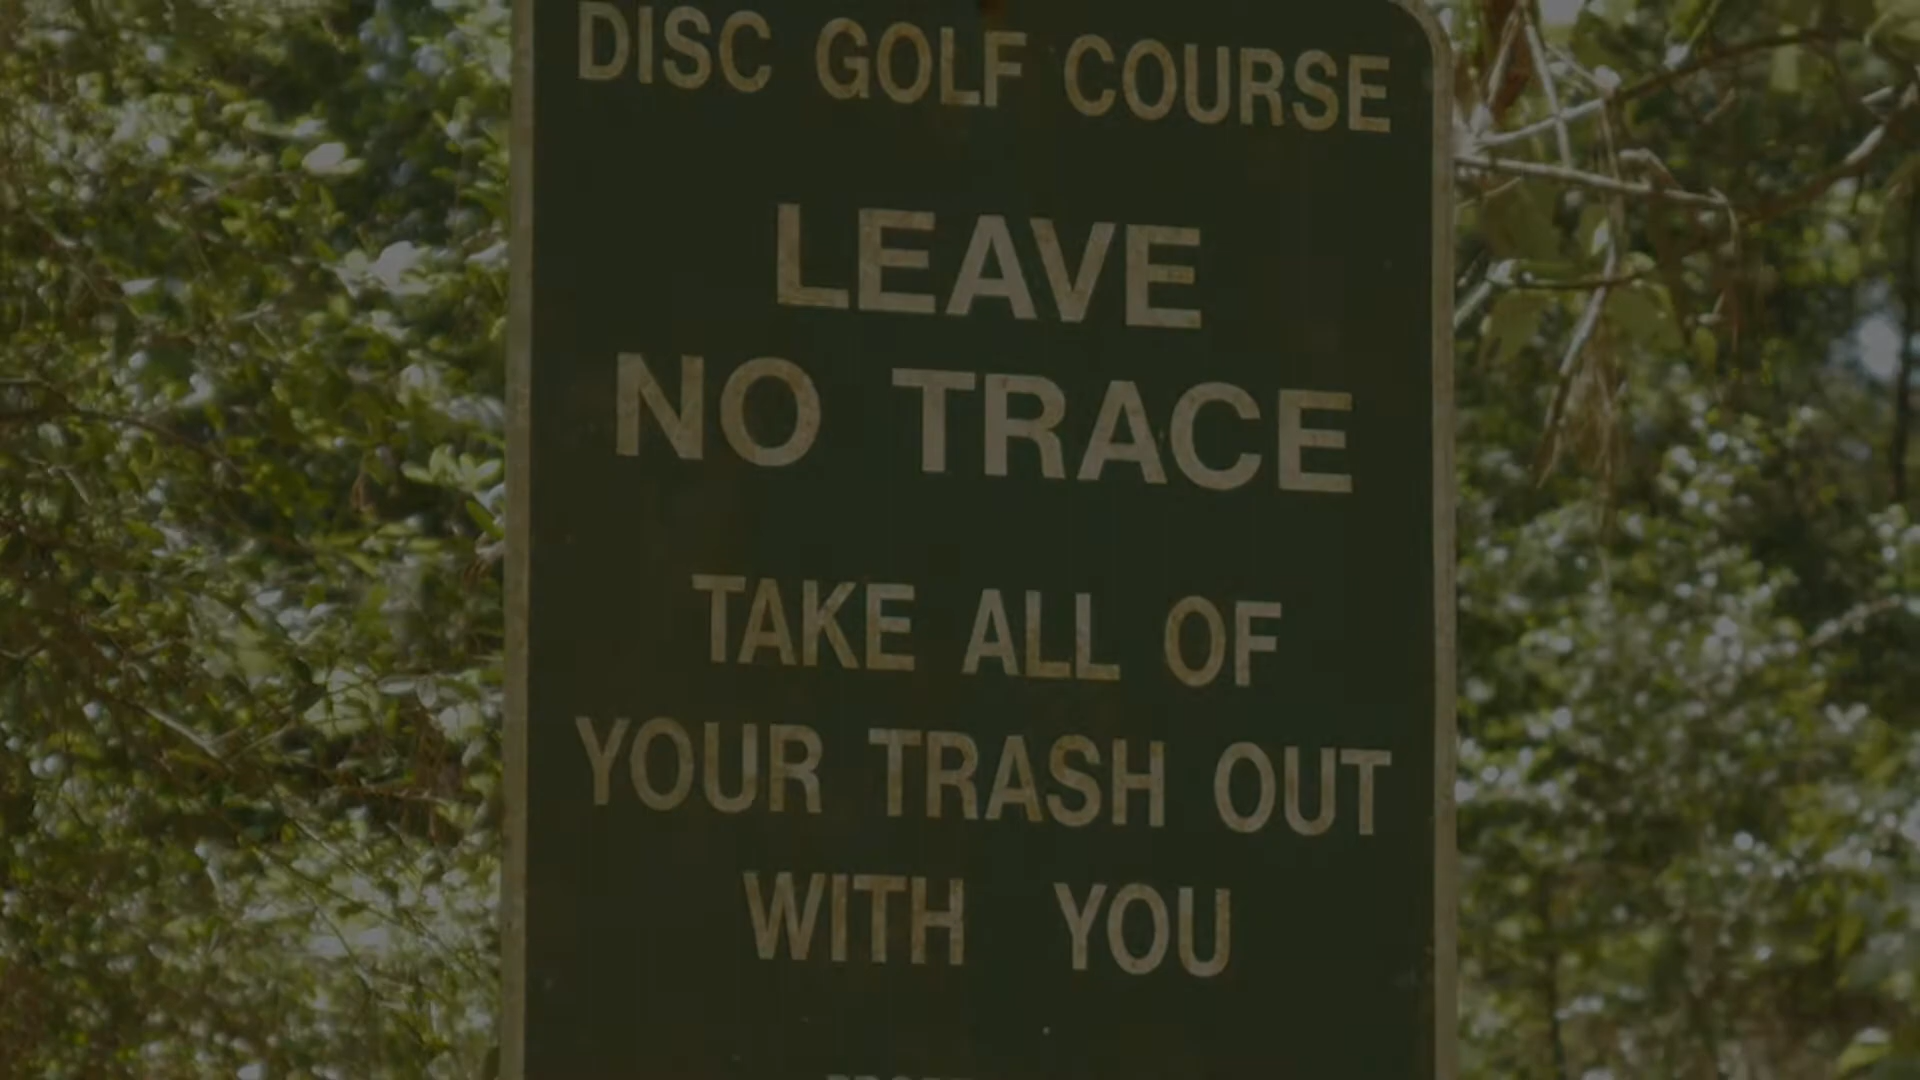 DISC GOLF COURSE
LEAVE
NO TRACE
TAKE ALL OF
YOUR TRASH OUT
WITH YOU